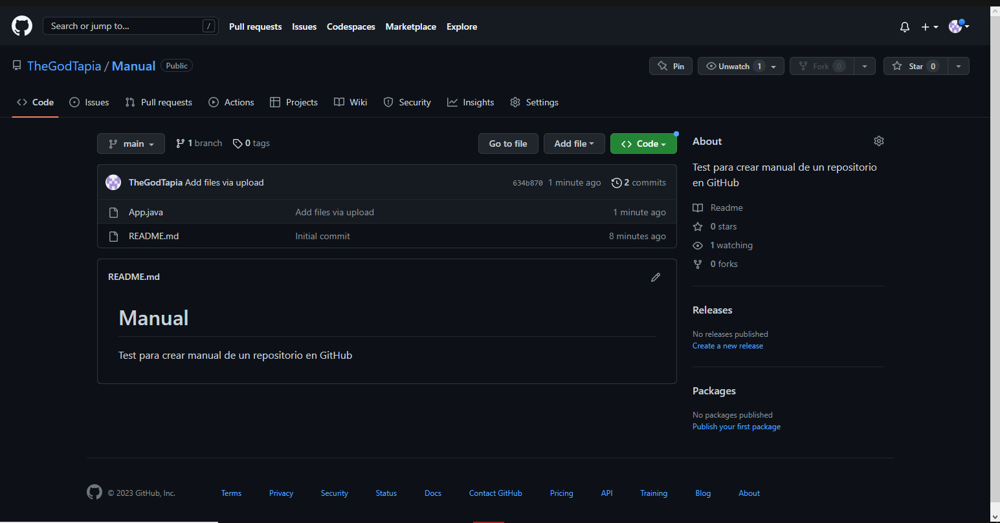 Search or jump to... /
Pull requests Issues Codespaces Marketplace Explore
TheGodTapia / Manual Public
Pin Unwatch 1 Fork 0 Star 0
Code Issues Pull requests Actions Projects Wiki Security Insights Settings
main 1 branch 0 tags Go to file Add file Code
TheGodTapia Add files via upload 634b870 1 minute ago 2 commits
App.java Add files via upload 1 minute ago
README.md Initial commit 8 minutes ago
README.md
Manual
Test para crear manual de un repositorio en GitHub
About
Test para crear manual de un repositorio
en GitHub
Readme
0 stars
1 watching
0 forks
Releases
No releases published
Create a new release
Packages
No packages published
Publish your first package
© 2023 GitHub, Inc. Terms Privacy Security Status Docs Contact GitHub Pricing API Training Blog About